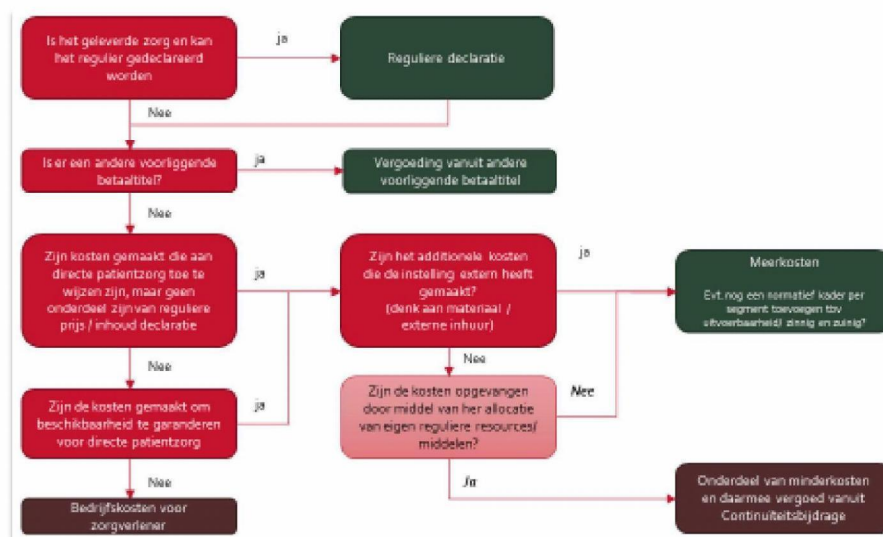 Is het geleverde zorg en kan
het regulier gedeclareerd
worden
ja
Reguliere declaratie
Nee
Is er een andere voorliggende
betaaltitel?
ja
Vergoeding vanuit andere
voorliggende betaaltitel
Nee
Zijn kosten gemaakt die aan
directe patientzorg toe te
wijzen zijn, maar geen
onderdeel zijn van reguliere
prijs / inhoud declaratie
ja
Zijn het additionele kosten
die de instelling extern heeft
gemaakt?
(denk aan materiaal /
externe inhuur)
ja
Meerkosten
Evt. nog een normatief kader per
segment toevoegen tbv
uitvoerbaarheid/ zinnig en zuinig?
Nee
Nee
Zijn de kosten gemaakt om
beschikbaarheid te garanderen
voor directe patientzorg
ja
Zijn de kosten opgevangen
door middel van her allocatie
van eigen reguliere resources/
middelen?
Nee
Nee
Ja
Bedrijfskosten voor
zorgverlener
Onderdeel van minderkosten
en daarmee vergoed vanuit
Continuïteitsbijdrage